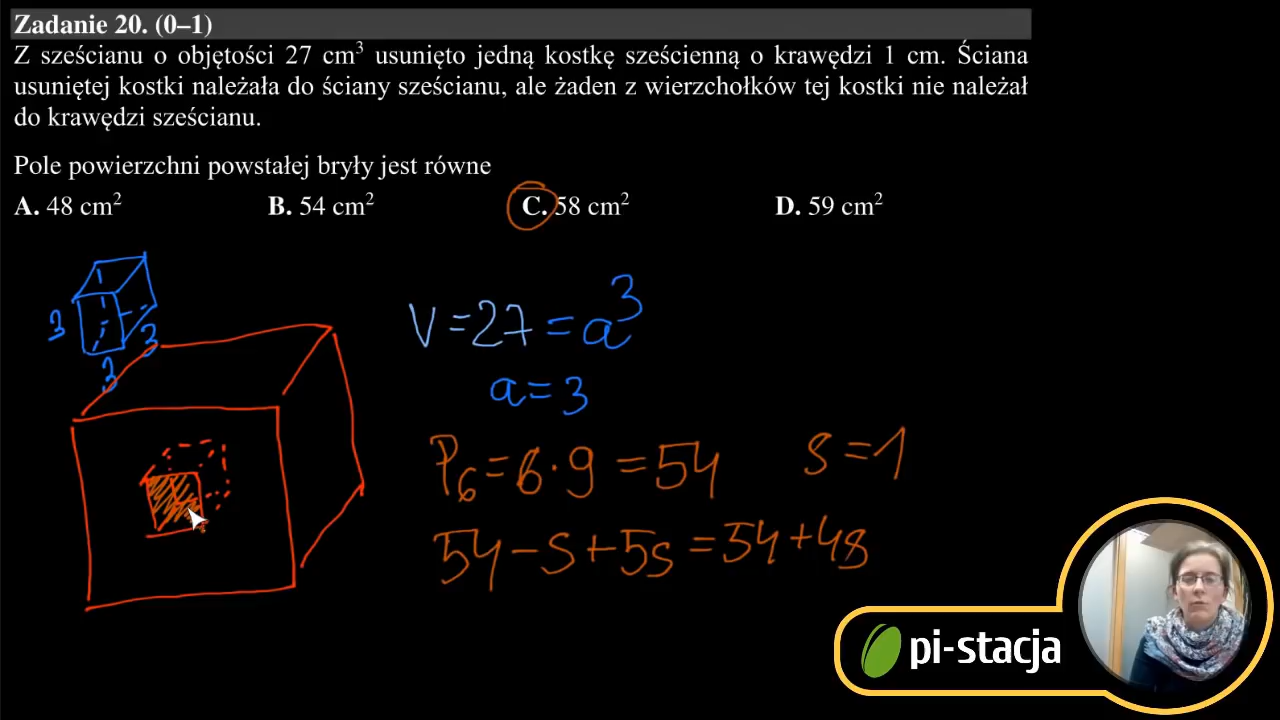 Zadanie 20. (0–1)
Z sześcianu o objętości 27 cm³ usunięto jedną kostkę sześcienną o krawędzi 1 cm. Ściana
usuniętej kostki należała do ściany sześcianu, ale żaden z wierzchołków tej kostki nie należał
do krawędzi sześcianu.
Pole powierzchni powstałej bryły jest równe
A. 48 cm² B. 54 cm² C. 58 cm² D. 59 cm²
3
3
3
V = 27 = a³
a = 3
P₆ = 6 · 9 = 54 s = 1
54 – s + 5s = 54 + 4s
pi-stacja